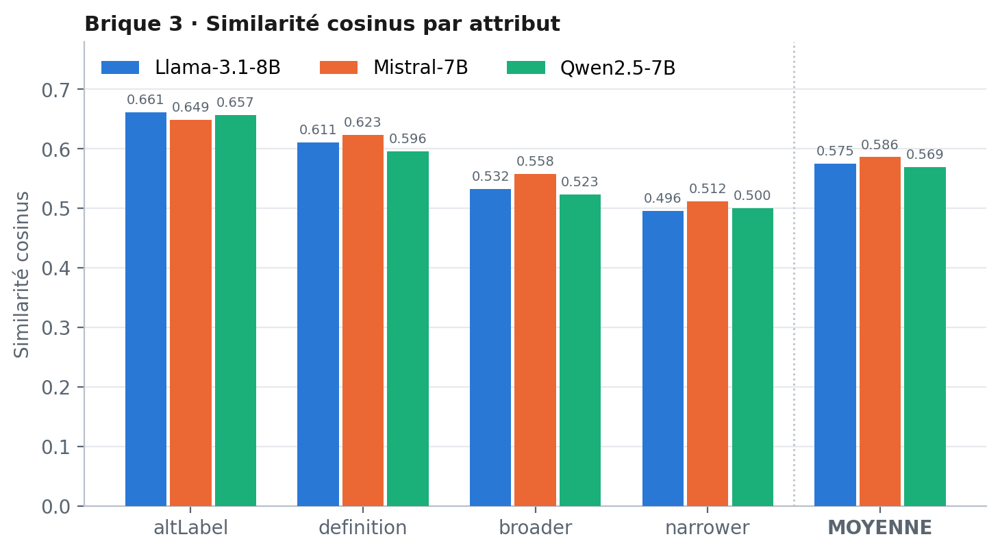 Brique 3 · Similarité cosinus par attribut
Llama-3.1-8B Mistral-7B Qwen2.5-7B
Similarité cosinus
0.7
0.6
0.5
0.4
0.3
0.2
0.1
0.0
0.661 0.649 0.657
0.611 0.623 0.596
0.532 0.558 0.523
0.496 0.512 0.500
0.575 0.586 0.569
altLabel definition broader narrower MOYENNE